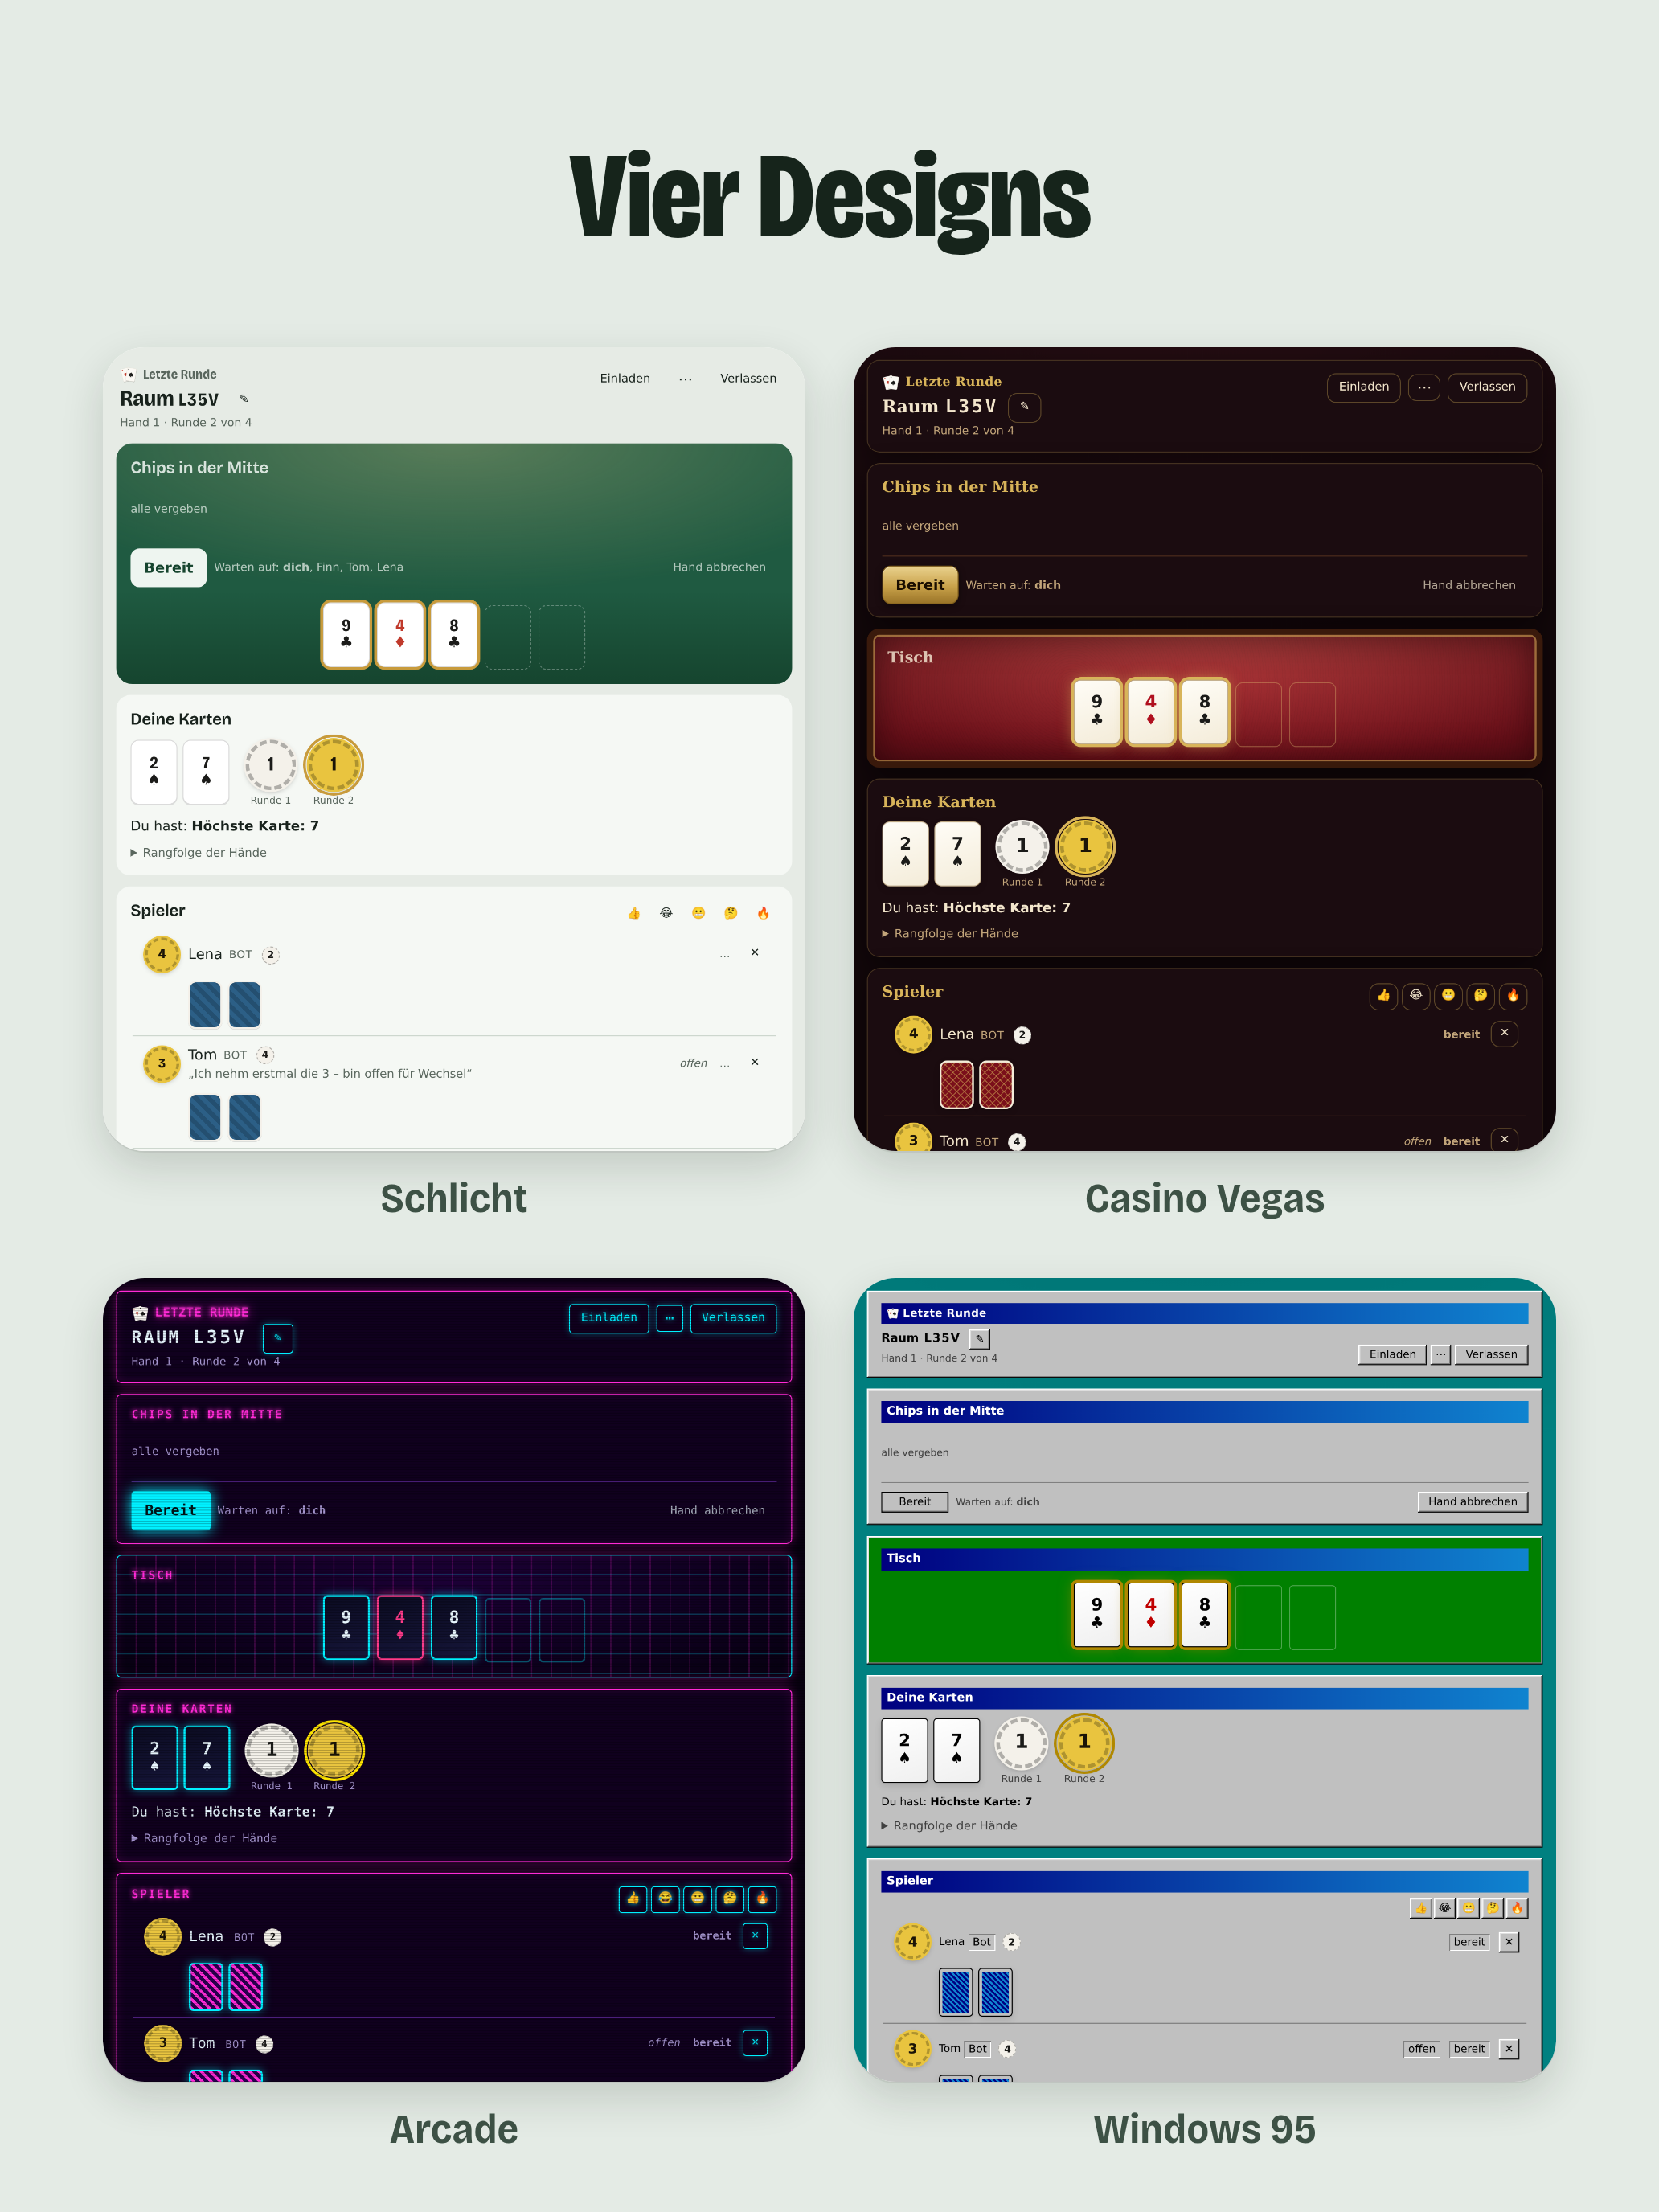 Vier Designs
Letzte Runde
Einladen ⋯ Verlassen
Raum L35V ✎
Hand 1 · Runde 2 von 4
Chips in der Mitte
alle vergeben
Bereit Warten auf: dich, Finn, Tom, Lena Hand abbrechen
9 4 8
♣ ♦ ♣
Deine Karten
2 7 1 1
♠ ♠
Runde 1 Runde 2
Du hast: Höchste Karte: 7
▶ Rangfolge der Hände
Spieler 👍 😂 😬 🤔 🔥
4 Lena BOT 2 … ✕
3 Tom BOT 4 offen … ✕
„Ich nehm erstmal die 3 – bin offen für Wechsel“
Schlicht
Letzte Runde
Einladen ⋯ Verlassen
Raum L35V ✎
Hand 1 · Runde 2 von 4
Chips in der Mitte
alle vergeben
Bereit Warten auf: dich Hand abbrechen
Tisch
9 4 8
♣ ♦ ♣
Deine Karten
2 7 1 1
♠ ♠
Runde 1 Runde 2
Du hast: Höchste Karte: 7
▶ Rangfolge der Hände
Spieler 👍 😂 😬 🤔 🔥
4 Lena BOT 2 bereit ✕
3 Tom BOT 4 offen bereit ✕
Casino Vegas
LETZTE RUNDE
Einladen ⋯ Verlassen
RAUM L35V ✎
Hand 1 · Runde 2 von 4
CHIPS IN DER MITTE
alle vergeben
Bereit Warten auf: dich Hand abbrechen
TISCH
9 4 8
♣ ♦ ♣
DEINE KARTEN
2 7 1 1
♠ ♠
Runde 1 Runde 2
Du hast: Höchste Karte: 7
▶ Rangfolge der Hände
SPIELER 👍 😂 😬 🤔 🔥
4 Lena BOT 2 bereit ✕
3 Tom BOT 4 offen bereit ✕
Arcade
Letzte Runde
Raum L35V ✎
Hand 1 · Runde 2 von 4
Einladen ⋯ Verlassen
Chips in der Mitte
alle vergeben
Bereit Warten auf: dich Hand abbrechen
Tisch
9 4 8
♣ ♦ ♣
Deine Karten
2 7 1 1
♠ ♠
Runde 1 Runde 2
Du hast: Höchste Karte: 7
▶ Rangfolge der Hände
Spieler
👍 😂 😬 🤔 🔥
4 Lena Bot 2 bereit ✕
3 Tom Bot 4 offen bereit ✕
Windows 95